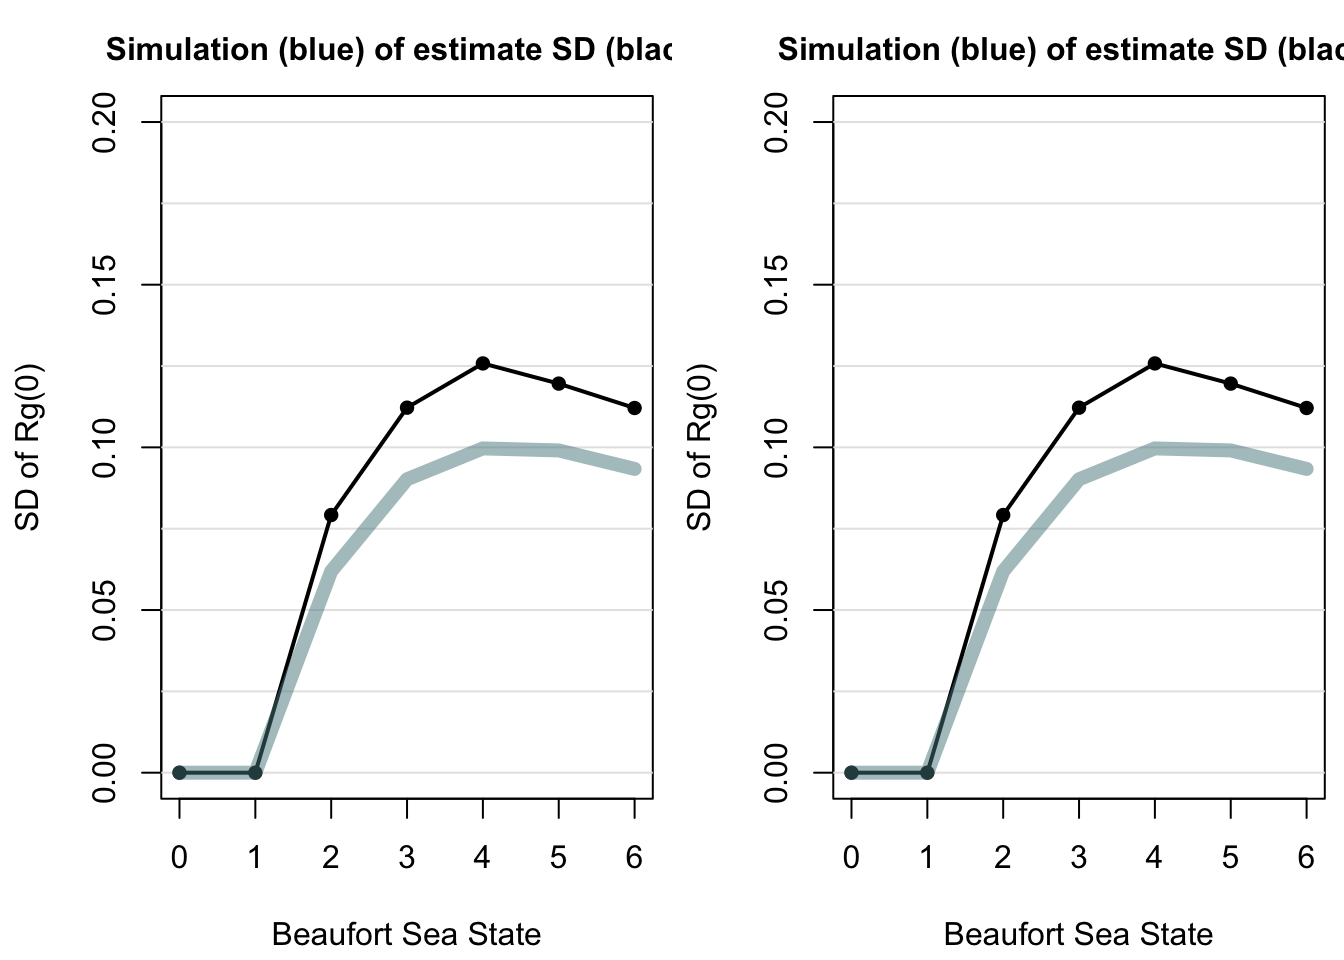 Simulation (blue) of estimate SD (blac
0.20
0.15
0.10
0.05
0.00
SD of Rg(0)
0 1 2 3 4 5 6
Beaufort Sea State
Simulation (blue) of estimate SD (blac
0.20
0.15
0.10
0.05
0.00
SD of Rg(0)
0 1 2 3 4 5 6
Beaufort Sea State